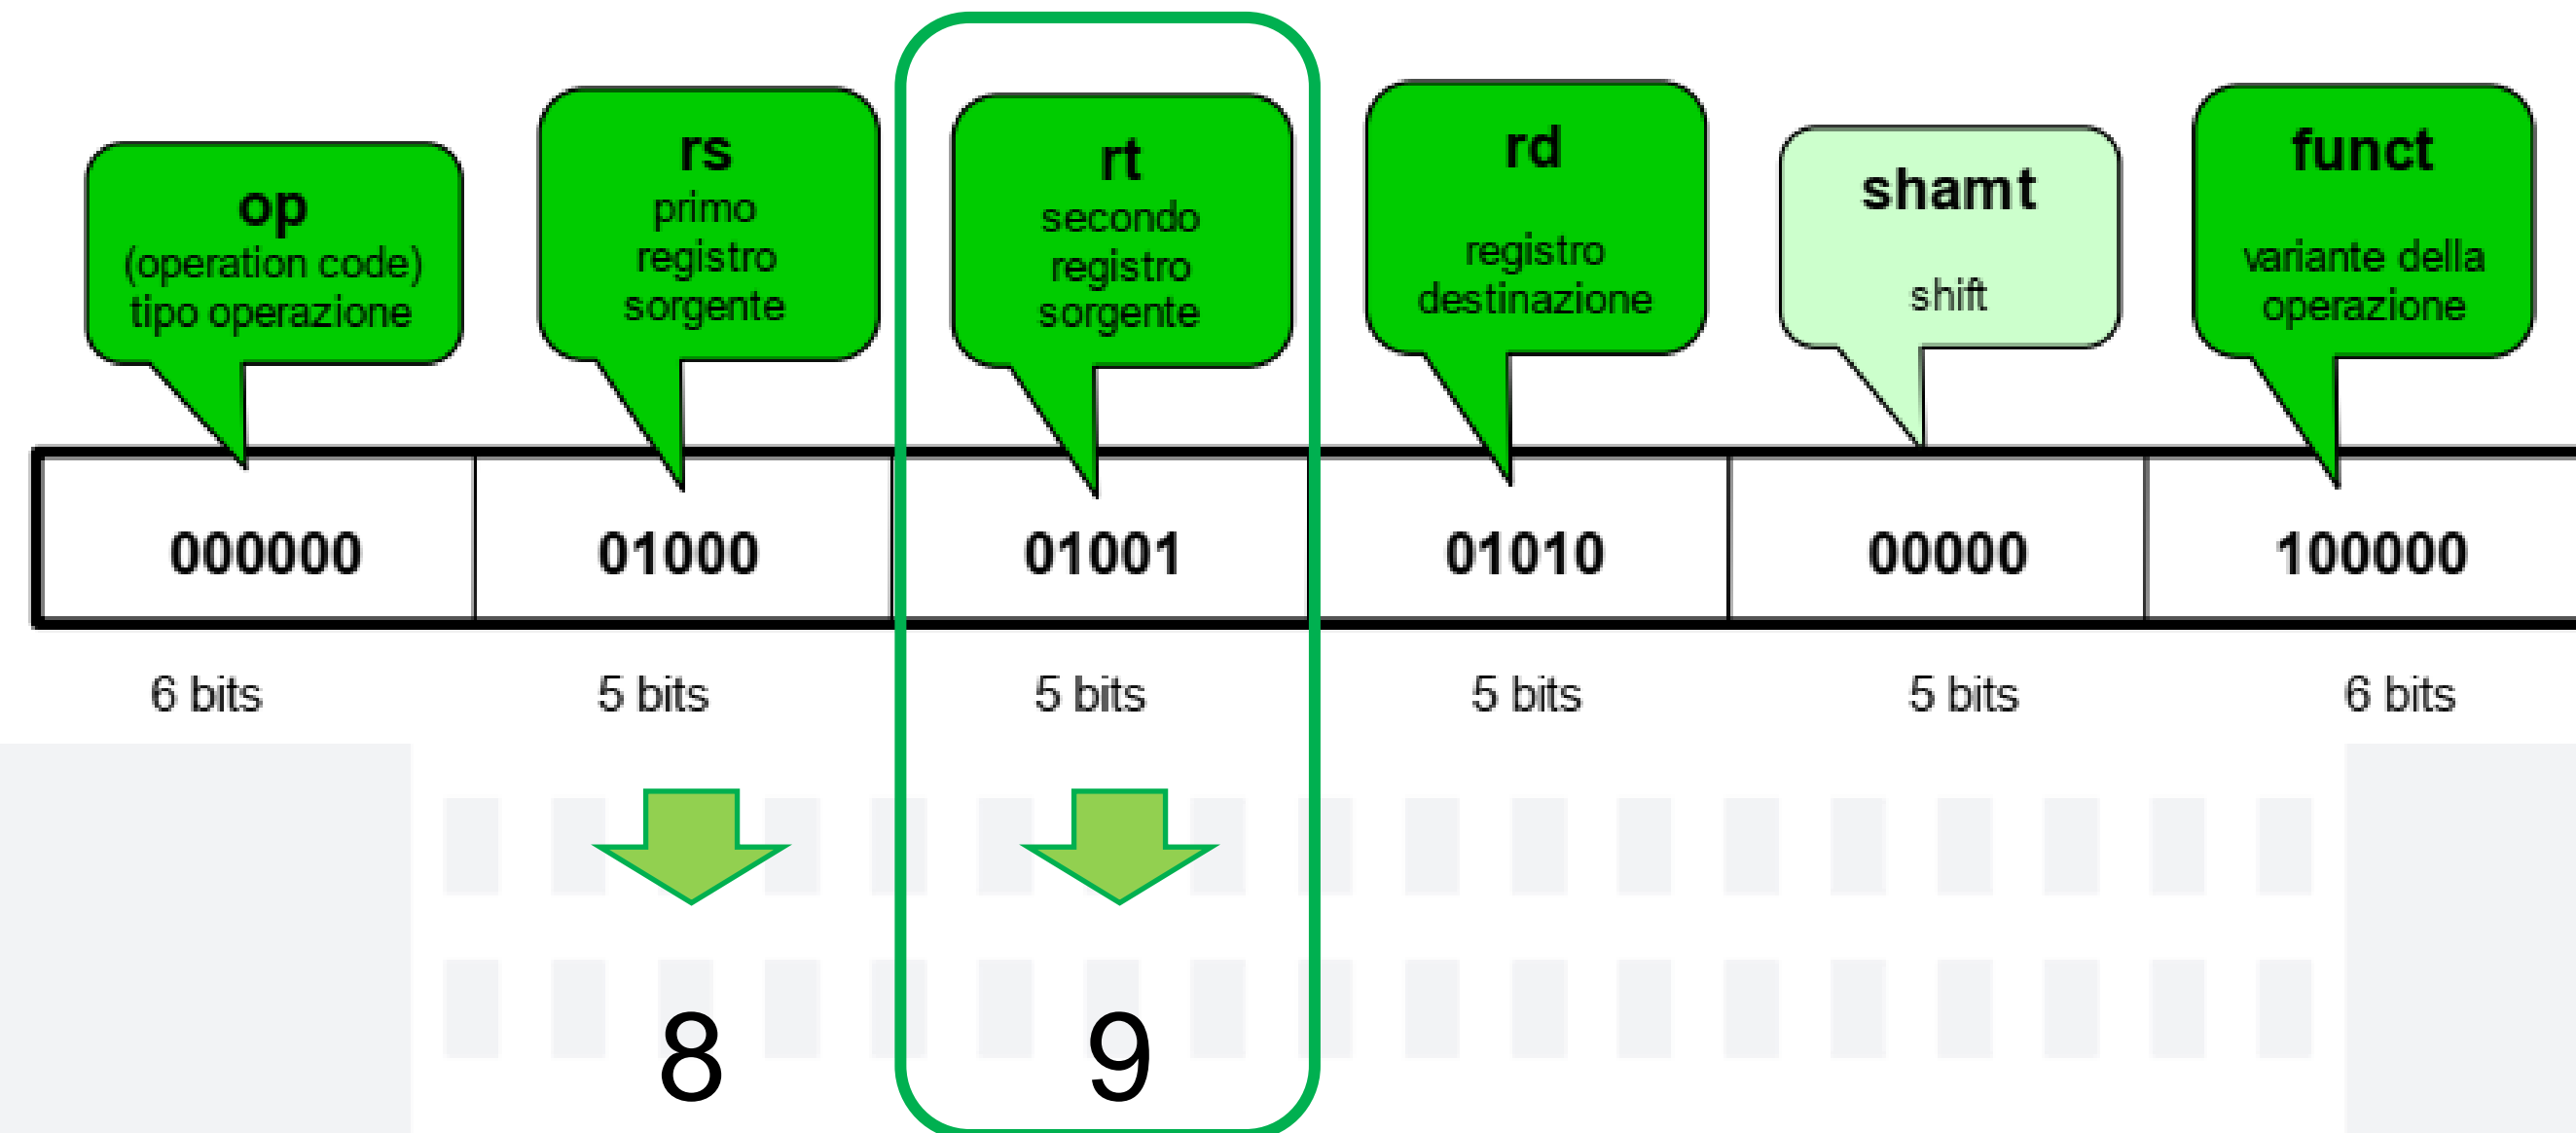 op
(operation code)
tipo operazione
rs
primo
registro
sorgente
rt
secondo
registro
sorgente
rd
registro
destinazione
shamt
shift
funct
variante della
operazione
000000 01000 01001 01010 00000 100000
6 bits 5 bits 5 bits 5 bits 5 bits 6 bits
8 9